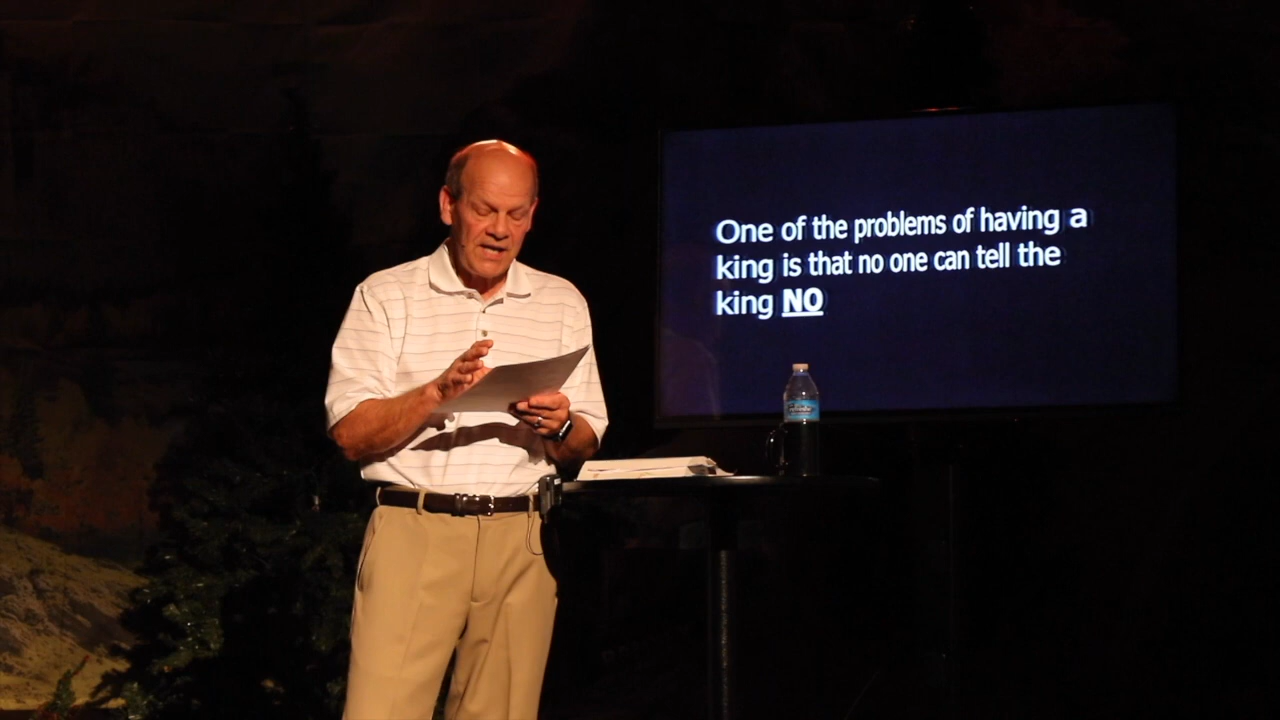 One of the problems of having a
king is that no one can tell the
king NO